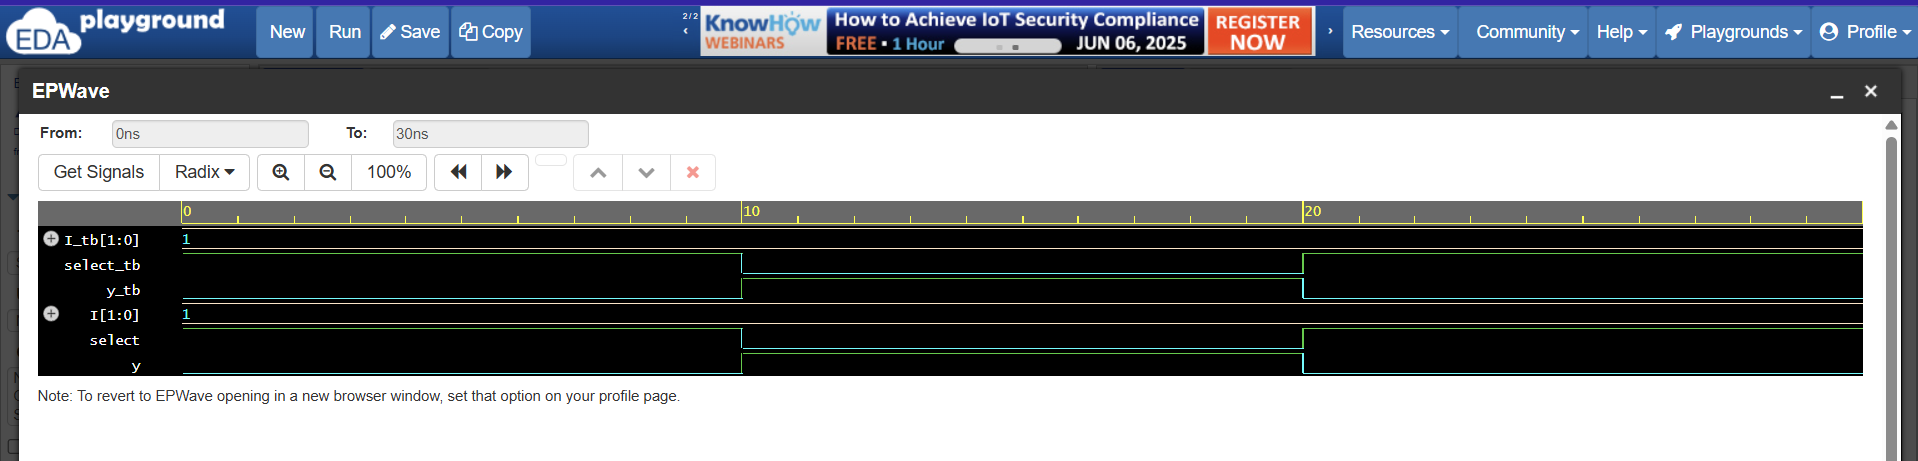 EDA playground
New Run Save Copy
2/2
KnowHow WEBINARS
How to Achieve IoT Security Compliance
FREE • 1 Hour JUN 06, 2025
REGISTER NOW
Resources Community Help Playgrounds Profile
EPWave
From: 0ns To: 30ns
Get Signals Radix 100%
0 10 20
I_tb[1:0] 1
select_tb
y_tb
I[1:0] 1
select
y
Note: To revert to EPWave opening in a new browser window, set that option on your profile page.